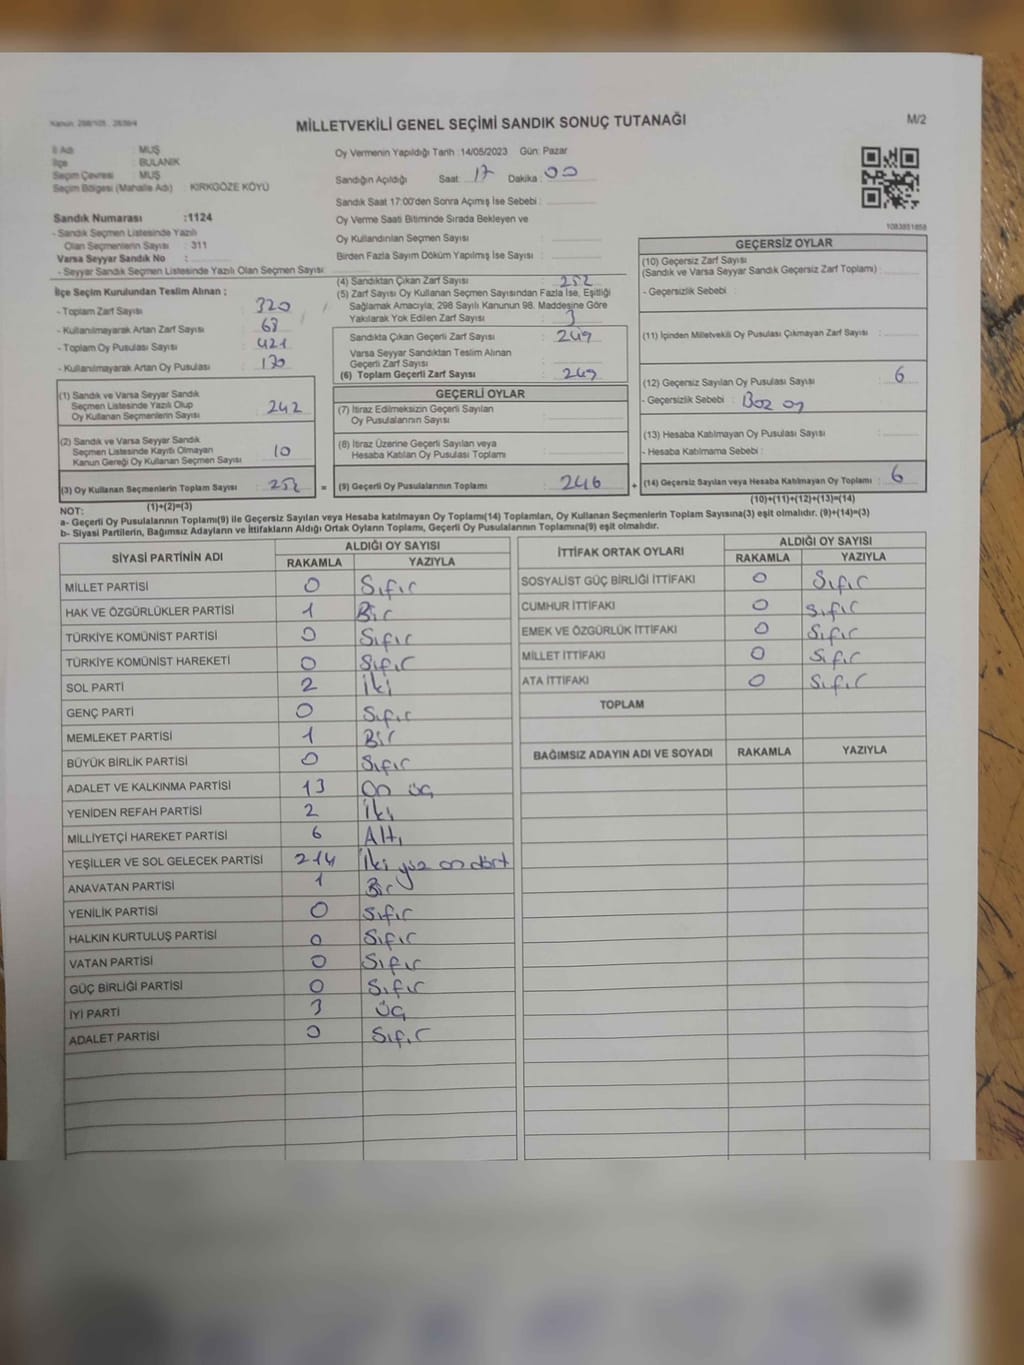 MİLLETVEKİLİ GENEL SEÇİMİ SANDIK SONUÇ TUTANAĞI
M/2
İl Adı : MUŞ
İlçe : BULANIK
Seçim Çevresi : MUŞ
Seçim Bölgesi (Mahalle Adı) : KIRKGÖZE KÖYÜ
Sandık Numarası :1124
- Sandık Seçmen Listesinde Yazılı
Olan Seçmenlerin Sayısı : 311
Varsa Seyyar Sandık No :
- Seyyar Sandık Seçmen Listesinde Yazılı Olan Seçmen Sayısı
Oy Vermenin Yapıldığı Tarih :14/05/2023 Gün: Pazar
Sandığın Açıldığı Saat: 17 Dakika : 00
Sandık Saat 17:00'den Sonra Açımış İse Sebebi :
Oy Verme Saati Bitiminde Sırada Bekleyen ve
Oy Kullandırılan Seçmen Sayısı :
Birden Fazla Sayım Döküm Yapılmış İse Sayısı :
1083851858
İlçe Seçim Kurulundan Teslim Alınan ;
- Toplam Zarf Sayısı : 320
- Kullanılmayarak Artan Zarf Sayısı : 68
- Toplam Oy Pusulası Sayısı : 421
- Kullanılmayarak Artan Oy Pusulası : 170
(1) Sandık ve Varsa Seyyar Sandık
Seçmen Listesinde Yazılı Olup
Oy Kullanan Seçmenlerin Sayısı : 242
(2) Sandık ve Varsa Seyyar Sandık
Seçmen Listesinde Kayıtlı Olmayan
Kanun Gereği Oy Kullanan Seçmen Sayısı : 10
(3) Oy Kullanan Seçmenlerin Toplam Sayısı : 252 =
(1)+(2)=(3)
(4) Sandıktan Çıkan Zarf Sayısı : 252
(5) Zarf Sayısı Oy Kullanan Seçmen Sayısından Fazla İse, Eşitliği
Sağlamak Amacıyla; 298 Sayılı Kanunun 98. Maddesine Göre
Yakılarak Yok Edilen Zarf Sayısı : 3
Sandıkta Çıkan Geçerli Zarf Sayısı : 249
Varsa Seyyar Sandıktan Teslim Alınan
Geçerli Zarf Sayısı :
(6) Toplam Geçerli Zarf Sayısı : 249
GEÇERLİ OYLAR
(7) İtiraz Edilmeksizin Geçerli Sayılan
Oy Pusulalarının Sayısı :
(8) İtiraz Üzerine Geçerli Sayılan veya
Hesaba Katılan Oy Pusulası Toplamı :
(9) Geçerli Oy Pusulalarının Toplamı : 246 +
GEÇERSİZ OYLAR
(10) Geçersiz Zarf Sayısı
(Sandık ve Varsa Seyyar Sandık Geçersiz Zarf Toplamı) :
- Geçersizlik Sebebi :
(11) İçinden Milletvekili Oy Pusulası Çıkmayan Zarf Sayısı :
(12) Geçersiz Sayılan Oy Pusulası Sayısı : 6
- Geçersizlik Sebebi : Boz oy
(13) Hesaba Katılmayan Oy Pusulası Sayısı :
- Hesaba Katılmama Sebebi :
(14) Geçersiz Sayılan veya Hesaba Katılmayan Oy Toplamı : 6
(10)+(11)+(12)+(13)=(14)
NOT:
a- Geçerli Oy Pusulalarının Toplamı(9) ile Geçersiz Sayılan veya Hesaba katılmayan Oy Toplamı(14) Toplamları, Oy Kullanan Seçmenlerin Toplam Sayısına(3) eşit olmalıdır. (9)+(14)=(3)
b- Siyasi Partilerin, Bağımsız Adayların ve İttifakların Aldığı Ortak Oyların Toplamı, Geçerli Oy Pusulalarının Toplamına(9) eşit olmalıdır.
SİYASİ PARTİNİN ADI ALDIĞI OY SAYISI
RAKAMLA YAZIYLA
MİLLET PARTİSİ 0 Sıfır
HAK VE ÖZGÜRLÜKLER PARTİSİ 1 Bir
TÜRKİYE KOMÜNİST PARTİSİ 0 Sıfır
TÜRKİYE KOMÜNİST HAREKETİ 0 Sıfır
SOL PARTİ 2 İki
GENÇ PARTİ 0 Sıfır
MEMLEKET PARTİSİ 1 Bir
BÜYÜK BİRLİK PARTİSİ 0 Sıfır
ADALET VE KALKINMA PARTİSİ 13 On üç
YENİDEN REFAH PARTİSİ 2 İki
MİLLİYETÇİ HAREKET PARTİSİ 6 Altı
YEŞİLLER VE SOL GELECEK PARTİSİ 214 İki yüz on dört
ANAVATAN PARTİSİ 1 Bir
YENİLİK PARTİSİ 0 Sıfır
HALKIN KURTULUŞ PARTİSİ 0 Sıfır
VATAN PARTİSİ 0 Sıfır
GÜÇ BİRLİĞİ PARTİSİ 0 Sıfır
İYİ PARTİ 3 üç
ADALET PARTİSİ 0 Sıfır
İTTİFAK ORTAK OYLARI ALDIĞI OY SAYISI
RAKAMLA YAZIYLA
SOSYALİST GÜÇ BİRLİĞİ İTTİFAKI 0 Sıfır
CUMHUR İTTİFAKI 0 Sıfır
EMEK VE ÖZGÜRLÜK İTTİFAKI 0 Sıfır
MİLLET İTTİFAKI 0 Sıfır
ATA İTTİFAKI 0 Sıfır
TOPLAM
BAĞIMSIZ ADAYIN ADI VE SOYADI RAKAMLA YAZIYLA